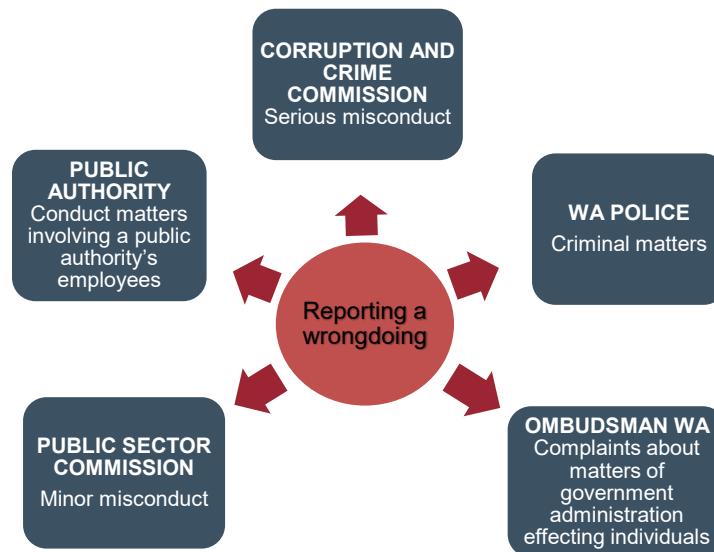 CORRUPTION AND
CRIME
COMMISSION
Serious misconduct
PUBLIC
AUTHORITY
Conduct matters
involving a public
authority's
employees
WA POLICE
Criminal matters
Reporting a
wrongdoing
PUBLIC SECTOR
COMMISSION
Minor misconduct
OMBUDSMAN WA
Complaints about
matters of
government
administration
effecting individuals